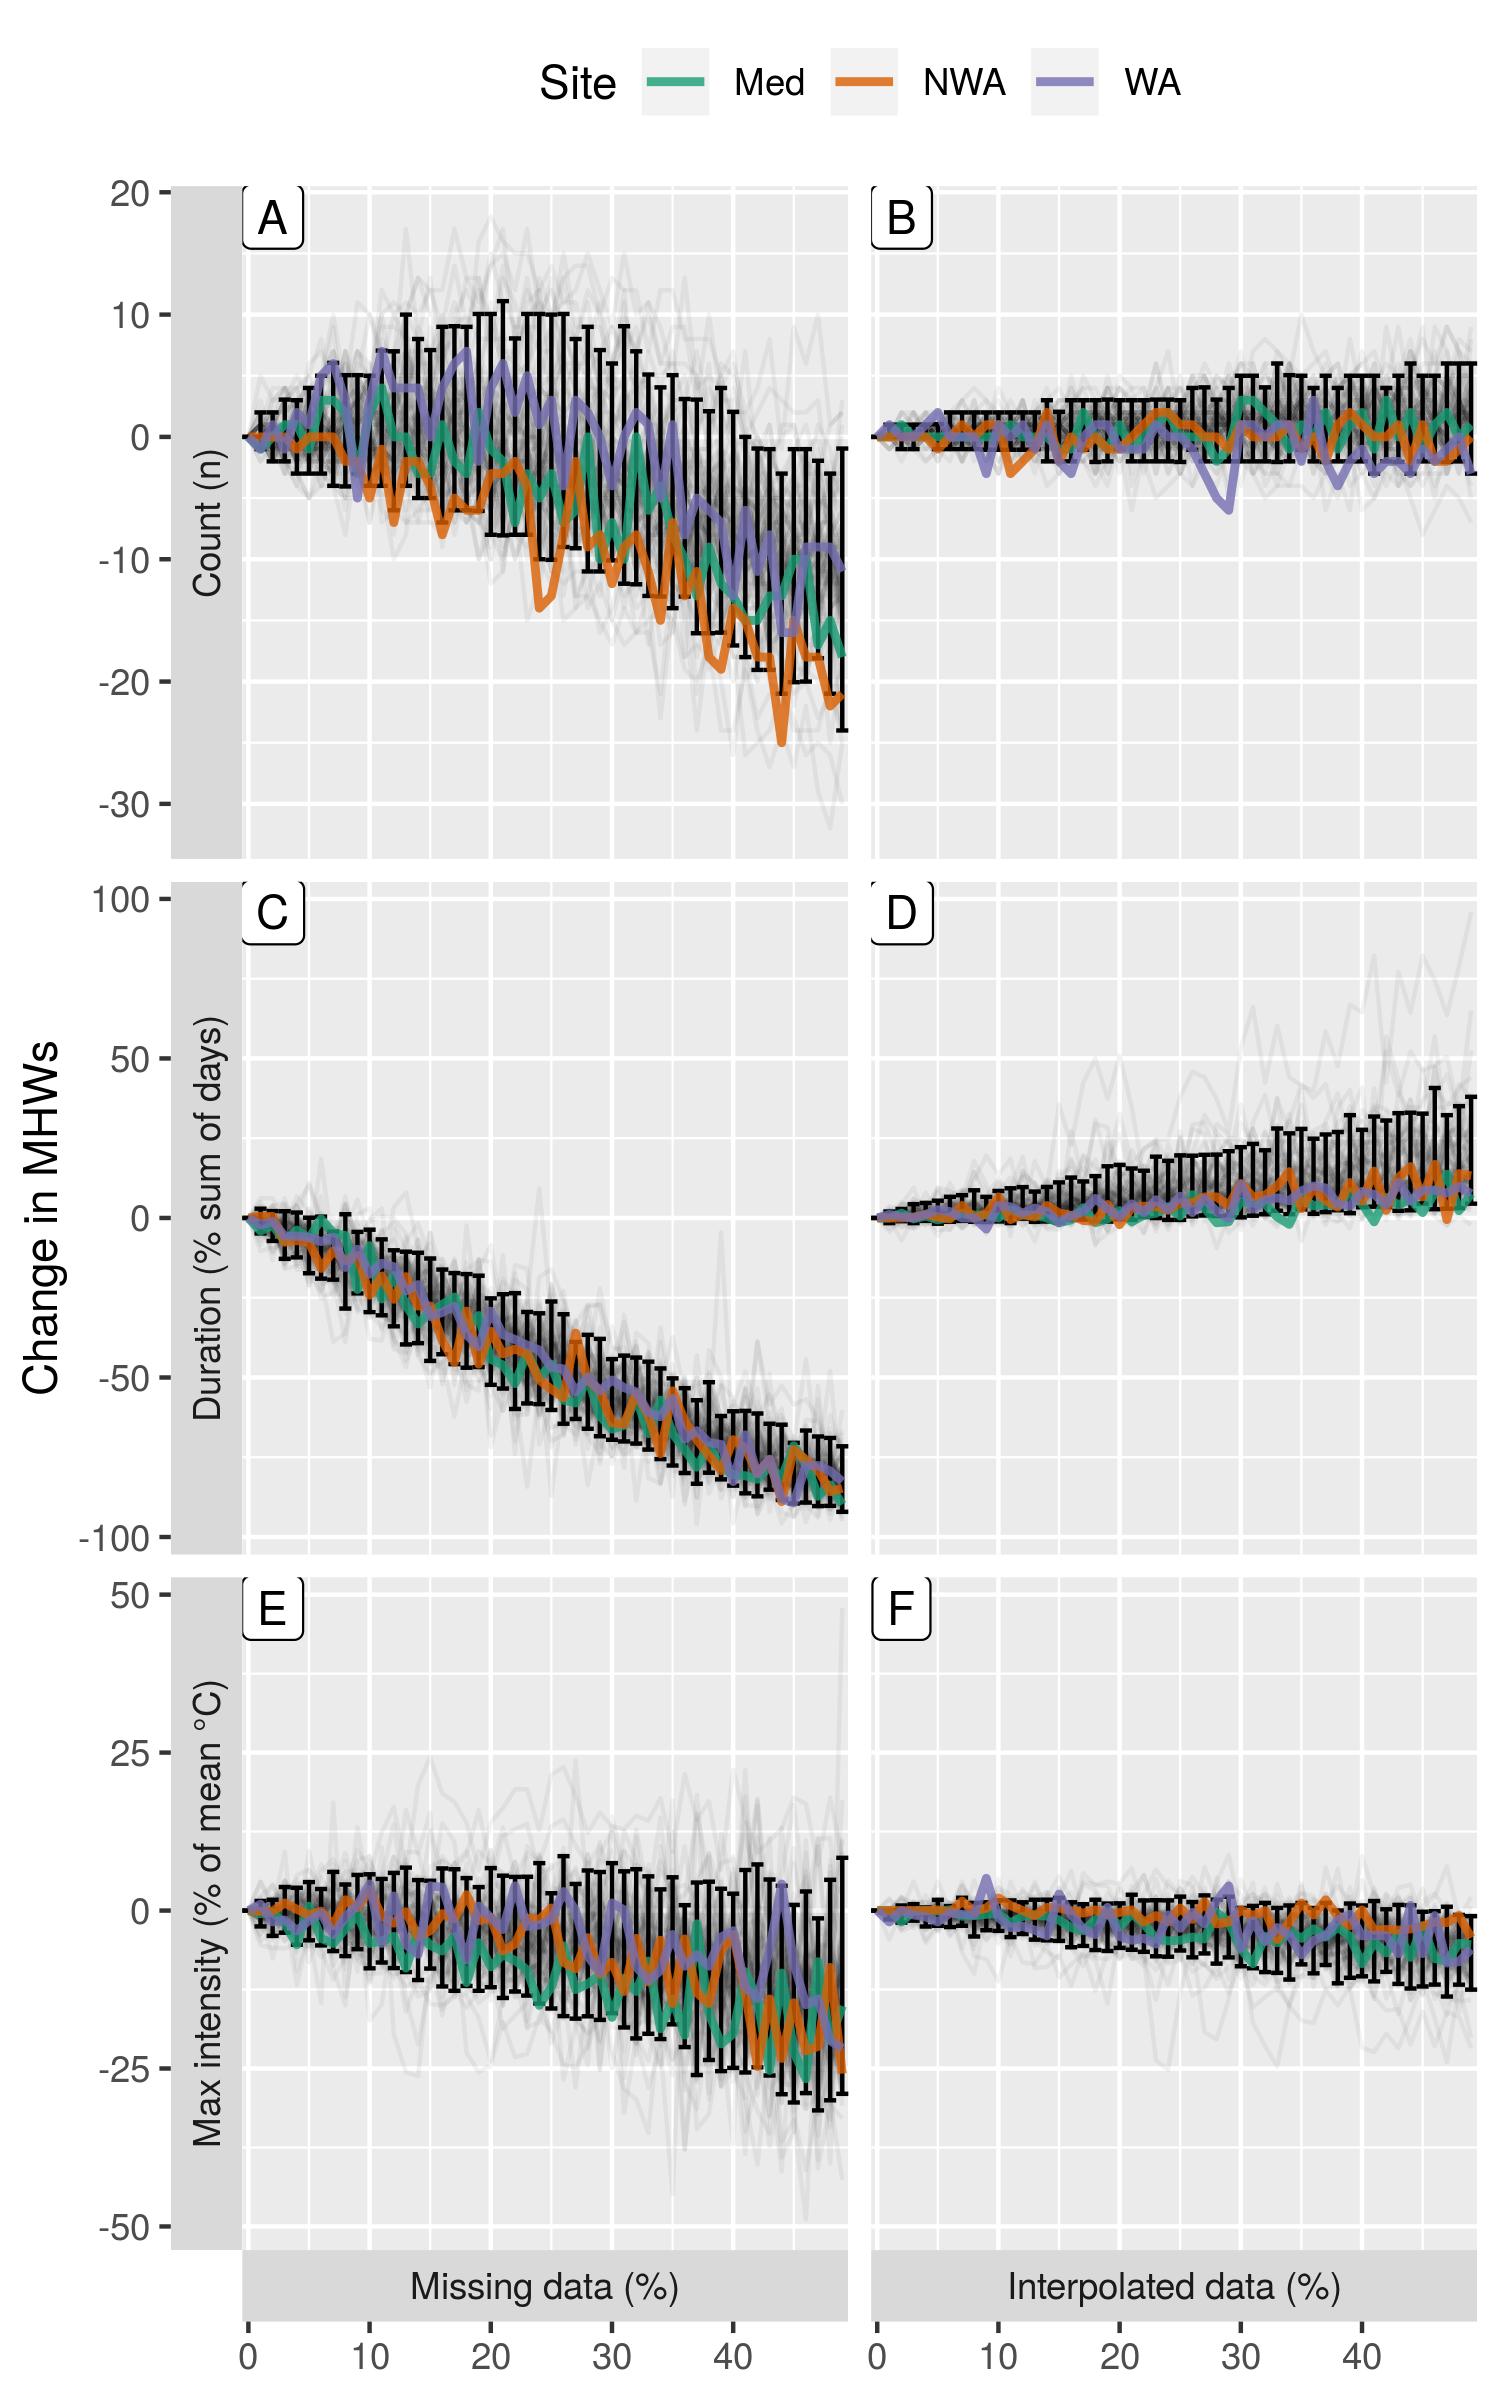 Site Med NWA WA
A B
20
10
0
-10
-20
-30
Count (n)
C D
100
50
0
-50
-100
Duration (% sum of days)
Change in MHWs
E F
50
25
0
-25
-50
Max intensity (% of mean °C)
Missing data (%) Interpolated data (%)
0 10 20 30 40 0 10 20 30 40